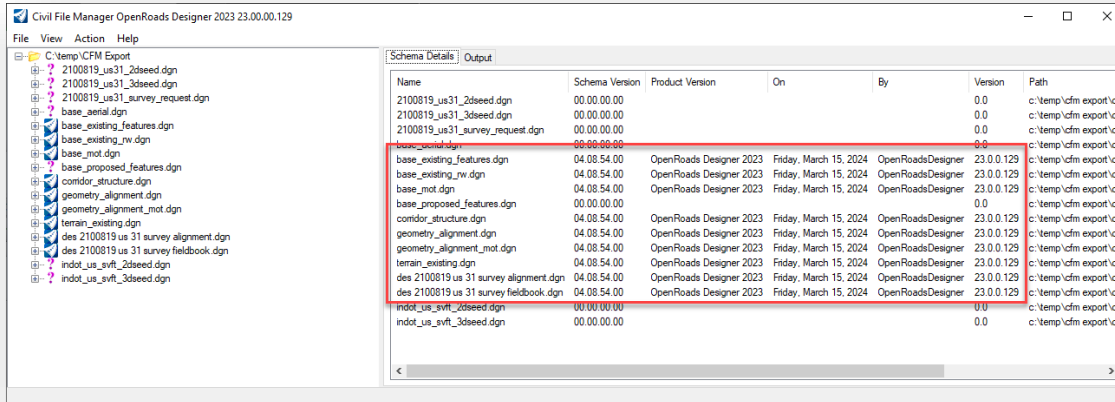 Civil File Manager OpenRoads Designer 2023 23.00.00.129
File View Action Help
C:\temp\CFM Export
2100819_us31_2dseed.dgn
2100819_us31_3dseed.dgn
2100819_us31_survey_request.dgn
base_aerial.dgn
base_existing_features.dgn
base_existing_rw.dgn
base_mot.dgn
base_proposed_features.dgn
corridor_structure.dgn
geometry_alignment.dgn
geometry_alignment_mot.dgn
terrain_existing.dgn
des 2100819 us 31 survey alignment.dgn
des 2100819 us 31 survey fieldbook.dgn
indot_us_svft_2dseed.dgn
indot_us_svft_3dseed.dgn
Schema Details Output
Name Schema Version Product Version On By Version Path
2100819_us31_2dseed.dgn 00.00.00.00 0.0 c:\temp\cfm export\
2100819_us31_3dseed.dgn 00.00.00.00 0.0 c:\temp\cfm export\
2100819_us31_survey_request.dgn 00.00.00.00 0.0 c:\temp\cfm export\
base_aerial.dgn 00.00.00.00 0.0 c:\temp\cfm export\
base_existing_features.dgn 04.08.54.00 OpenRoads Designer 2023 Friday, March 15, 2024 OpenRoadsDesigner 23.0.0.129 c:\temp\cfm export\
base_existing_rw.dgn 04.08.54.00 OpenRoads Designer 2023 Friday, March 15, 2024 OpenRoadsDesigner 23.0.0.129 c:\temp\cfm export\
base_mot.dgn 04.08.54.00 OpenRoads Designer 2023 Friday, March 15, 2024 OpenRoadsDesigner 23.0.0.129 c:\temp\cfm export\
base_proposed_features.dgn 00.00.00.00 0.0 c:\temp\cfm export\
corridor_structure.dgn 04.08.54.00 OpenRoads Designer 2023 Friday, March 15, 2024 OpenRoadsDesigner 23.0.0.129 c:\temp\cfm export\
geometry_alignment.dgn 04.08.54.00 OpenRoads Designer 2023 Friday, March 15, 2024 OpenRoadsDesigner 23.0.0.129 c:\temp\cfm export\
geometry_alignment_mot.dgn 04.08.54.00 OpenRoads Designer 2023 Friday, March 15, 2024 OpenRoadsDesigner 23.0.0.129 c:\temp\cfm export\
terrain_existing.dgn 04.08.54.00 OpenRoads Designer 2023 Friday, March 15, 2024 OpenRoadsDesigner 23.0.0.129 c:\temp\cfm export\
des 2100819 us 31 survey alignment.dgn 04.08.54.00 OpenRoads Designer 2023 Friday, March 15, 2024 OpenRoadsDesigner 23.0.0.129 c:\temp\cfm export\
des 2100819 us 31 survey fieldbook.dgn 04.08.54.00 OpenRoads Designer 2023 Friday, March 15, 2024 OpenRoadsDesigner 23.0.0.129 c:\temp\cfm export\
indot_us_svft_2dseed.dgn 00.00.00.00 0.0 c:\temp\cfm export\
indot_us_svft_3dseed.dgn 00.00.00.00 0.0 c:\temp\cfm export\